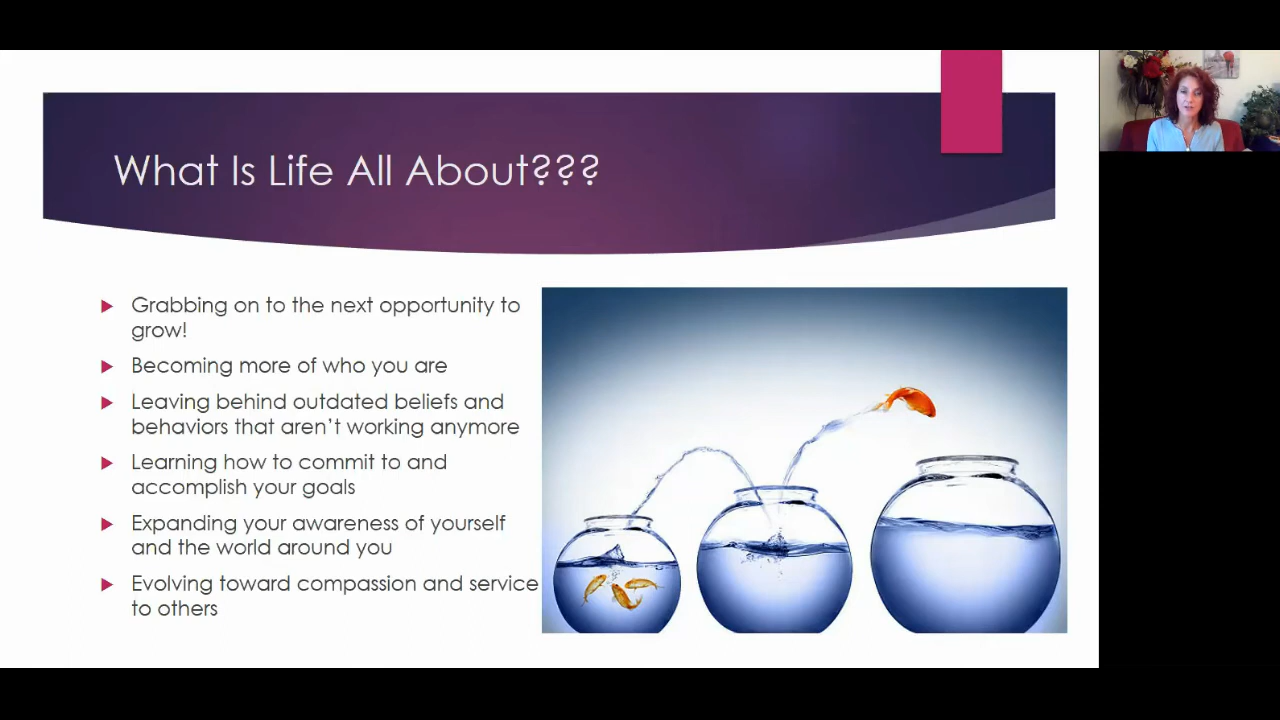 What Is Life All About???
Grabbing on to the next opportunity to
grow!
Becoming more of who you are
Leaving behind outdated beliefs and
behaviors that aren't working anymore
Learning how to commit to and
accomplish your goals
Expanding your awareness of yourself
and the world around you
Evolving toward compassion and service
to others